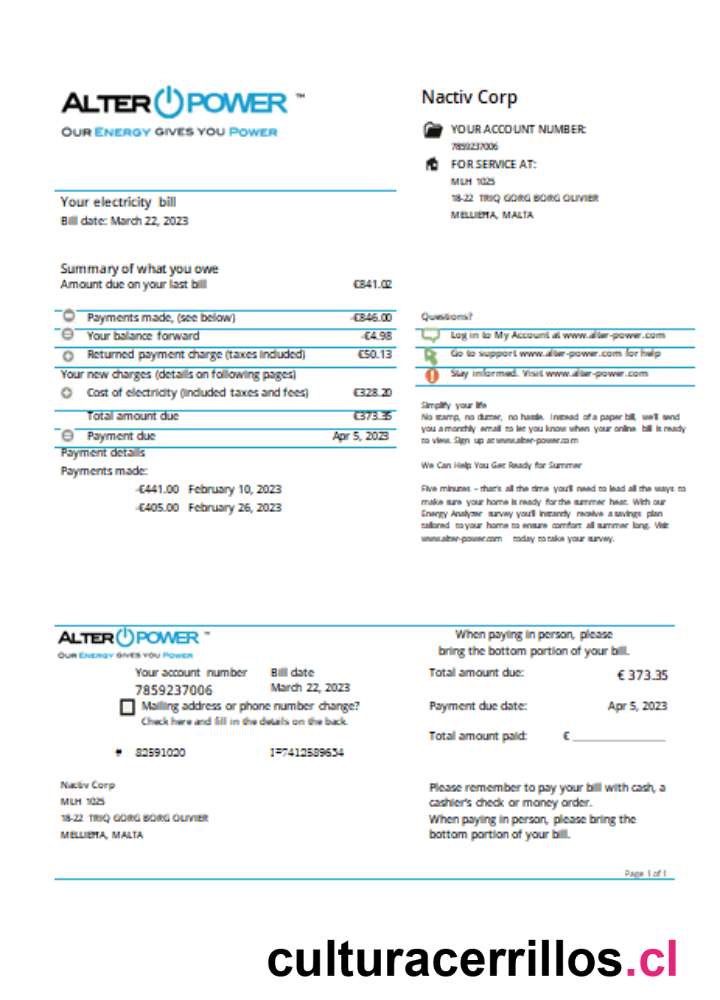 ALTER POWER ™
OUR ENERGY GIVES YOU POWER
Nactiv Corp
YOUR ACCOUNT NUMBER:
7859237006
FOR SERVICE AT:
MLH 1025
18-22 TRIQ GORG BORG OLIVIER
MELLIEĦA, MALTA
Your electricity bill
Bill date: March 22, 2023
Summary of what you owe
Amount due on your last bill €841.02
Payments made, (see below) -€846.00
Your balance forward -€4.98
Returned payment charge (taxes included) €50.13
Your new charges (details on following pages)
Cost of electricity (included taxes and fees) €328.20
Total amount due €373.35
Payment due Apr 5, 2023
Payment details
Payments made:
-€441.00 February 10, 2023
-€405.00 February 26, 2023
Questions?
Log in to My Account at www.alter-power.com
Go to support www.alter-power.com for help
Stay informed. Visit www.alter-power.com
Simplify your life
No stamp, no clutter, no hassle. Instead of a paper bill, we'll send
you a monthly email to let you know when your online bill is ready
to view. Sign up at www.alter-power.com
We Can Help You Get Ready for Summer
Five minutes – that's all the time you'll need to lead all the ways to
make sure your home is ready for the summer heat. With our
Energy Analyzer survey you'll instantly receive a savings plan
tailored to your home to ensure comfort all summer long. Visit
www.alter-power.com today to take your survey.
ALTER POWER ™
OUR ENERGY GIVES YOU POWER
Your account number Bill date
7859237006 March 22, 2023
Mailing address or phone number change?
Check here and fill in the details on the back.
# 82591020 I=7412589634
Nactiv Corp
MLH 1025
18-22 TRIQ GORG BORG OLIVIER
MELLIEĦA, MALTA
When paying in person, please
bring the bottom portion of your bill.
Total amount due: € 373.35
Payment due date: Apr 5, 2023
Total amount paid: € ________________
Please remember to pay your bill with cash, a
cashier's check or money order.
When paying in person, please bring the
bottom portion of your bill.
Page 1 of 1
culturacerrillos.cl